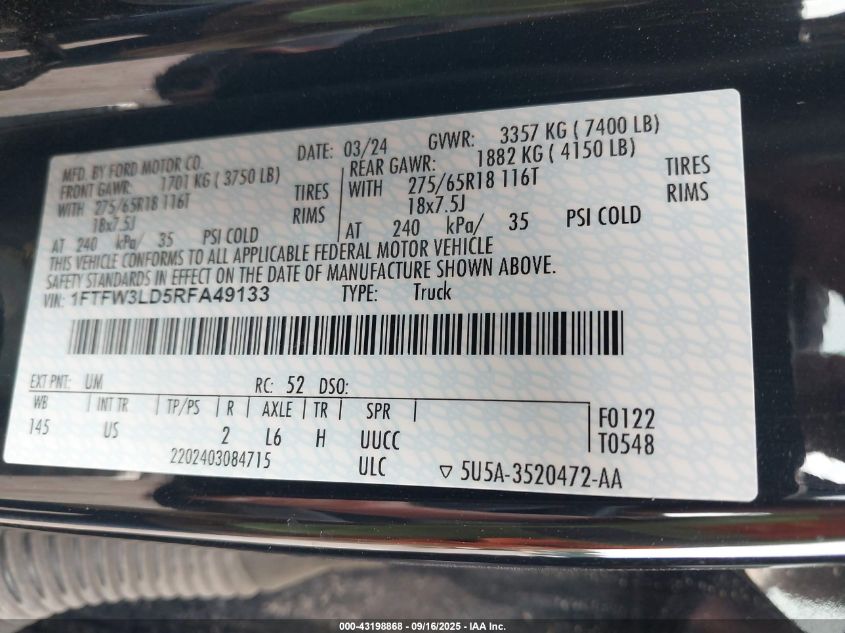 MFD. BY FORD MOTOR CO. DATE: 03/24 GVWR: 3357 KG ( 7400 LB)
FRONT GAWR: 1701 KG ( 3750 LB) REAR GAWR: 1882 KG ( 4150 LB)
WITH 275/65R18 116T TIRES WITH 275/65R18 116T TIRES
18x7.5J RIMS 18x7.5J RIMS
AT 240 kPa/ 35 PSI COLD AT 240 kPa/ 35 PSI COLD
THIS VEHICLE CONFORMS TO ALL APPLICABLE FEDERAL MOTOR VEHICLE
SAFETY STANDARDS IN EFFECT ON THE DATE OF MANUFACTURE SHOWN ABOVE.
VIN: 1FTFW3LD5RFA49133 TYPE: Truck
EXT PNT: UM RC: 52 DSO:
WB INT TR TP/PS R AXLE TR SPR F0122
145 US 2 L6 H UUCC T0548
2202403084715 ULC ▽ 5U5A-3520472-AA
000-43198868 - 09/16/2025 - IAA Inc.